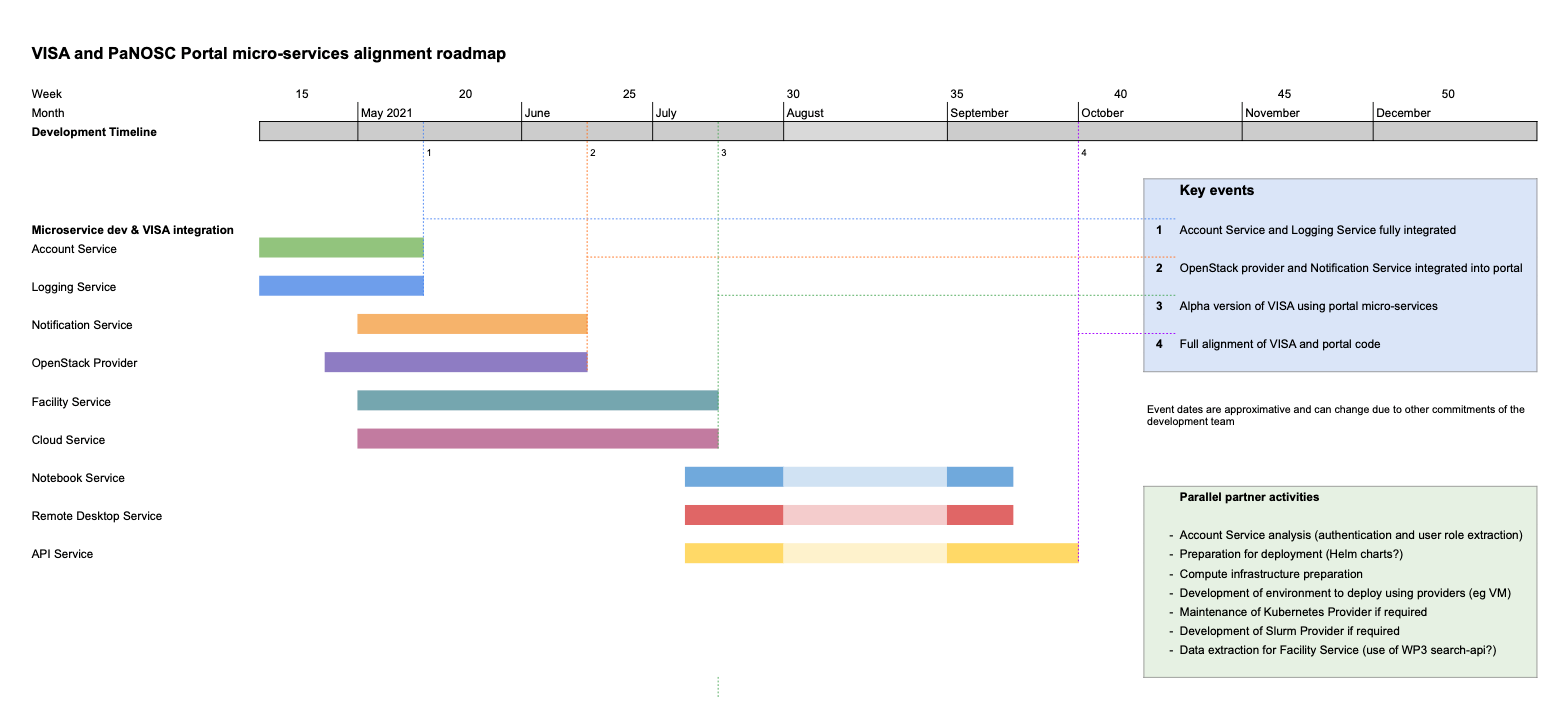 VISA and PaNOSC Portal micro-services alignment roadmap
Week 15 20 25 30 35 40 45 50
Month May 2021 June July August September October November December
Development Timeline
1 2 3 4
Key events
Microservice dev & VISA integration
1 Account Service and Logging Service fully integrated
Account Service
2 OpenStack provider and Notification Service integrated into portal
Logging Service
3 Alpha version of VISA using portal micro-services
Notification Service
4 Full alignment of VISA and portal code
OpenStack Provider
Facility Service
Event dates are approximative and can change due to other commitments of the
development team
Cloud Service
Notebook Service
Parallel partner activities
Remote Desktop Service
- Account Service analysis (authentication and user role extraction)
API Service
- Preparation for deployment (Helm charts?)
- Compute infrastructure preparation
- Development of environment to deploy using providers (eg VM)
- Maintenance of Kubernetes Provider if required
- Development of Slurm Provider if required
- Data extraction for Facility Service (use of WP3 search-api?)